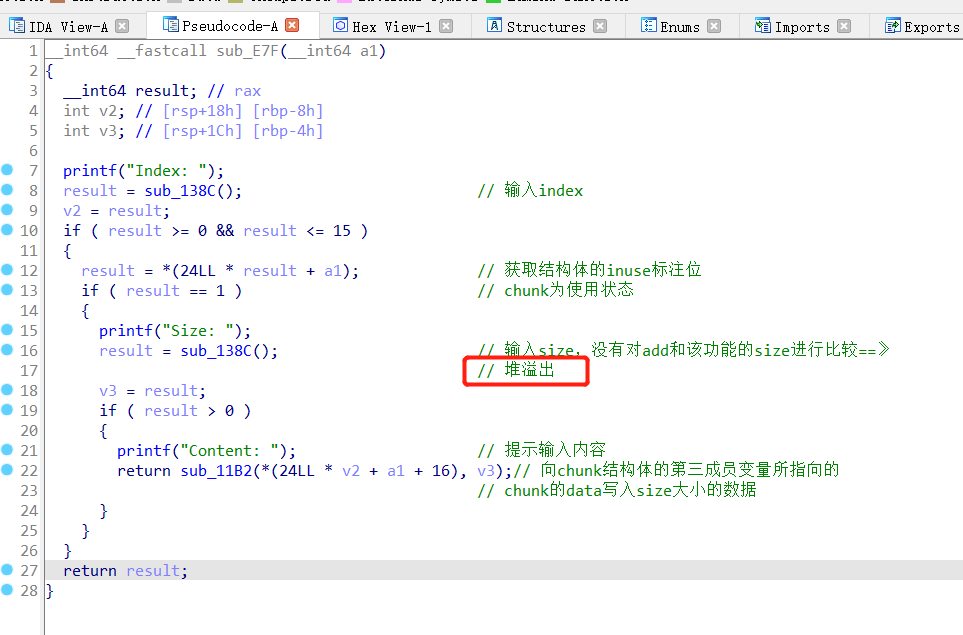 IDA View-A Pseudocode-A Hex View-1 Structures Enums Imports Exports
1 __int64 __fastcall sub_E7F(__int64 a1)
2 {
3 __int64 result; // rax
4 int v2; // [rsp+18h] [rbp-8h]
5 int v3; // [rsp+1Ch] [rbp-4h]
6
7 printf("Index: ");
8 result = sub_138C(); // 输入index
9 v2 = result;
10 if ( result >= 0 && result <= 15 )
11 {
12 result = *(24LL * result + a1); // 获取结构体的inuse标注位
13 if ( result == 1 ) // chunk为使用状态
14 {
15 printf("Size: ");
16 result = sub_138C(); // 输入size，没有对add和该功能的size进行比较==》
17 // 堆溢出
18 v3 = result;
19 if ( result > 0 )
20 {
21 printf("Content: "); // 提示输入内容
22 return sub_11B2(*(24LL * v2 + a1 + 16), v3);// 向chunk结构体的第三成员变量所指向的
23 // chunk的data写入size大小的数据
24 }
25 }
26 }
27 return result;
28 }